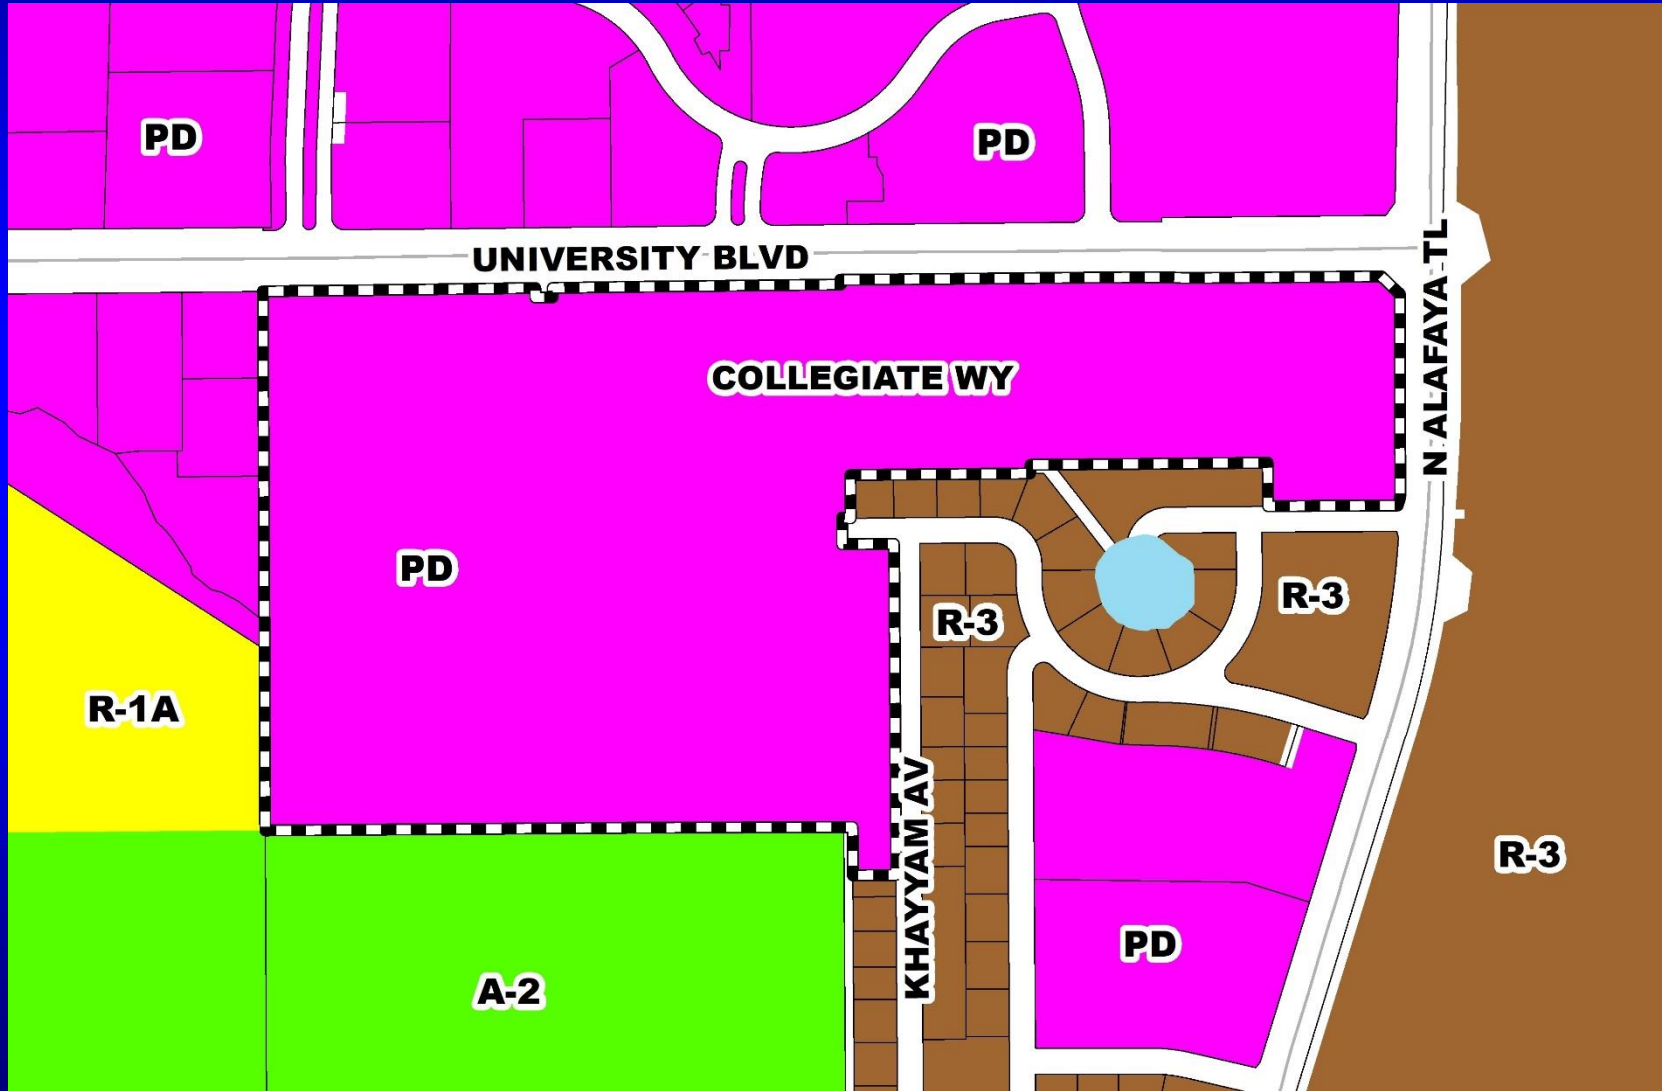 PD
PD
UNIVERSITY BLVD
N ALAFAYA TL
COLLEGIATE WY
PD
R-3
R-3
R-1A
KHAYYAM AV
R-3
PD
A-2